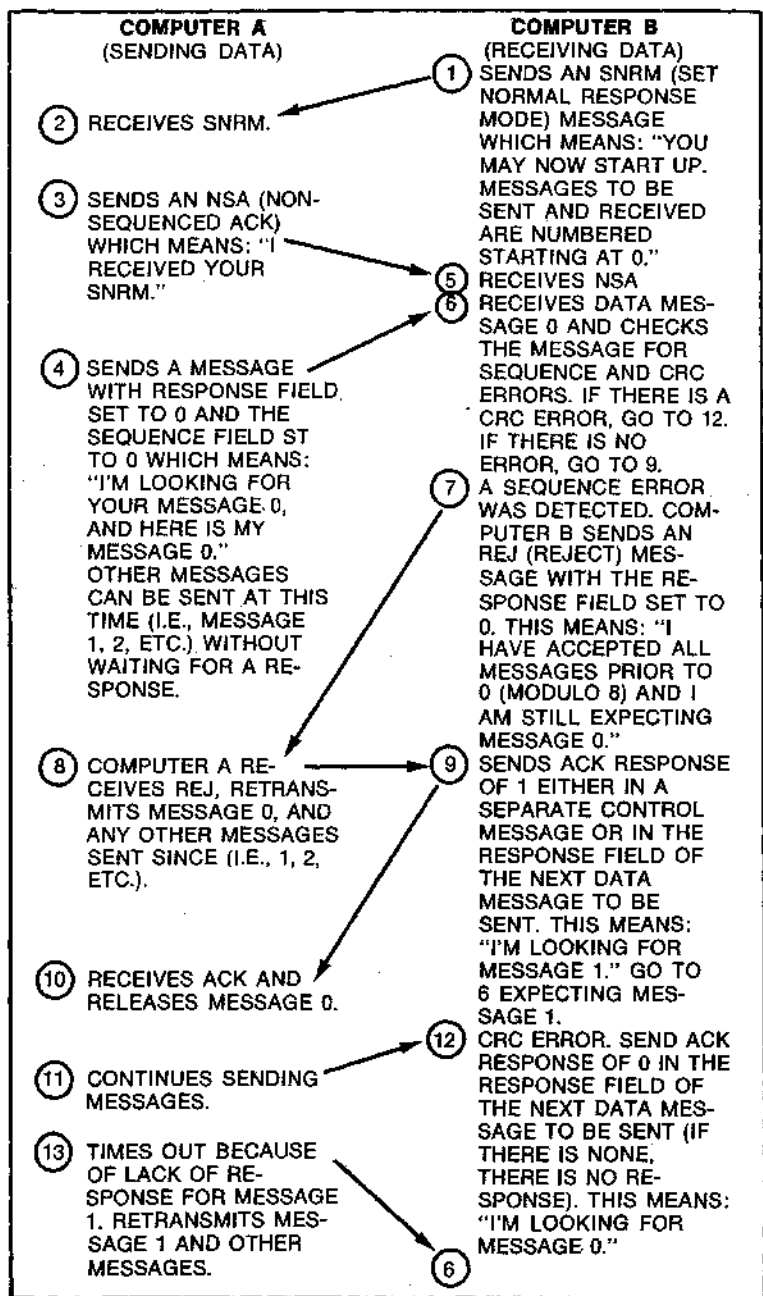 COMPUTER A
(SENDING DATA)
2 RECEIVES SNRM.
3 SENDS AN NSA (NON-
SEQUENCED ACK)
WHICH MEANS: "I
RECEIVED YOUR
SNRM."
4 SENDS A MESSAGE
WITH RESPONSE FIELD
SET TO 0 AND THE
SEQUENCE FIELD ST
TO 0 WHICH MEANS:
"I'M LOOKING FOR
YOUR MESSAGE 0,
AND HERE IS MY
MESSAGE 0."
OTHER MESSAGES
CAN BE SENT AT THIS
TIME (I.E., MESSAGE
1, 2, ETC.) WITHOUT
WAITING FOR A RE-
SPONSE.
8 COMPUTER A RE-
CEIVES REJ, RETRANS-
MITS MESSAGE 0, AND
ANY OTHER MESSAGES
SENT SINCE (I.E., 1, 2,
ETC.).
10 RECEIVES ACK AND
RELEASES MESSAGE 0.
11 CONTINUES SENDING
MESSAGES.
13 TIMES OUT BECAUSE
OF LACK OF RE-
SPONSE FOR MESSAGE
1. RETRANSMITS MES-
SAGE 1 AND OTHER
MESSAGES.
COMPUTER B
(RECEIVING DATA)
1 SENDS AN SNRM (SET
NORMAL RESPONSE
MODE) MESSAGE
WHICH MEANS: "YOU
MAY NOW START UP.
MESSAGES TO BE
SENT AND RECEIVED
ARE NUMBERED
STARTING AT 0."
5 RECEIVES NSA
6 RECEIVES DATA MES-
SAGE 0 AND CHECKS
THE MESSAGE FOR
SEQUENCE AND CRC
ERRORS. IF THERE IS A
CRC ERROR, GO TO 12.
IF THERE IS NO
ERROR, GO TO 9.
7 A SEQUENCE ERROR
WAS DETECTED. COM-
PUTER B SENDS AN
REJ (REJECT) MES-
SAGE WITH THE RE-
SPONSE FIELD SET TO
0. THIS MEANS: "I
HAVE ACCEPTED ALL
MESSAGES PRIOR TO
0 (MODULO 8) AND I
AM STILL EXPECTING
MESSAGE 0."
9 SENDS ACK RESPONSE
OF 1 EITHER IN A
SEPARATE CONTROL
MESSAGE OR IN THE
RESPONSE FIELD OF
THE NEXT DATA
MESSAGE TO BE
SENT. THIS MEANS:
"I'M LOOKING FOR
MESSAGE 1." GO TO
6 EXPECTING MES-
SAGE 1.
12 CRC ERROR. SEND ACK
RESPONSE OF 0 IN THE
RESPONSE FIELD OF
THE NEXT DATA MES-
SAGE TO BE SENT (IF
THERE IS NONE,
THERE IS NO RE-
SPONSE). THIS MEANS:
"I'M LOOKING FOR
MESSAGE 0."
6